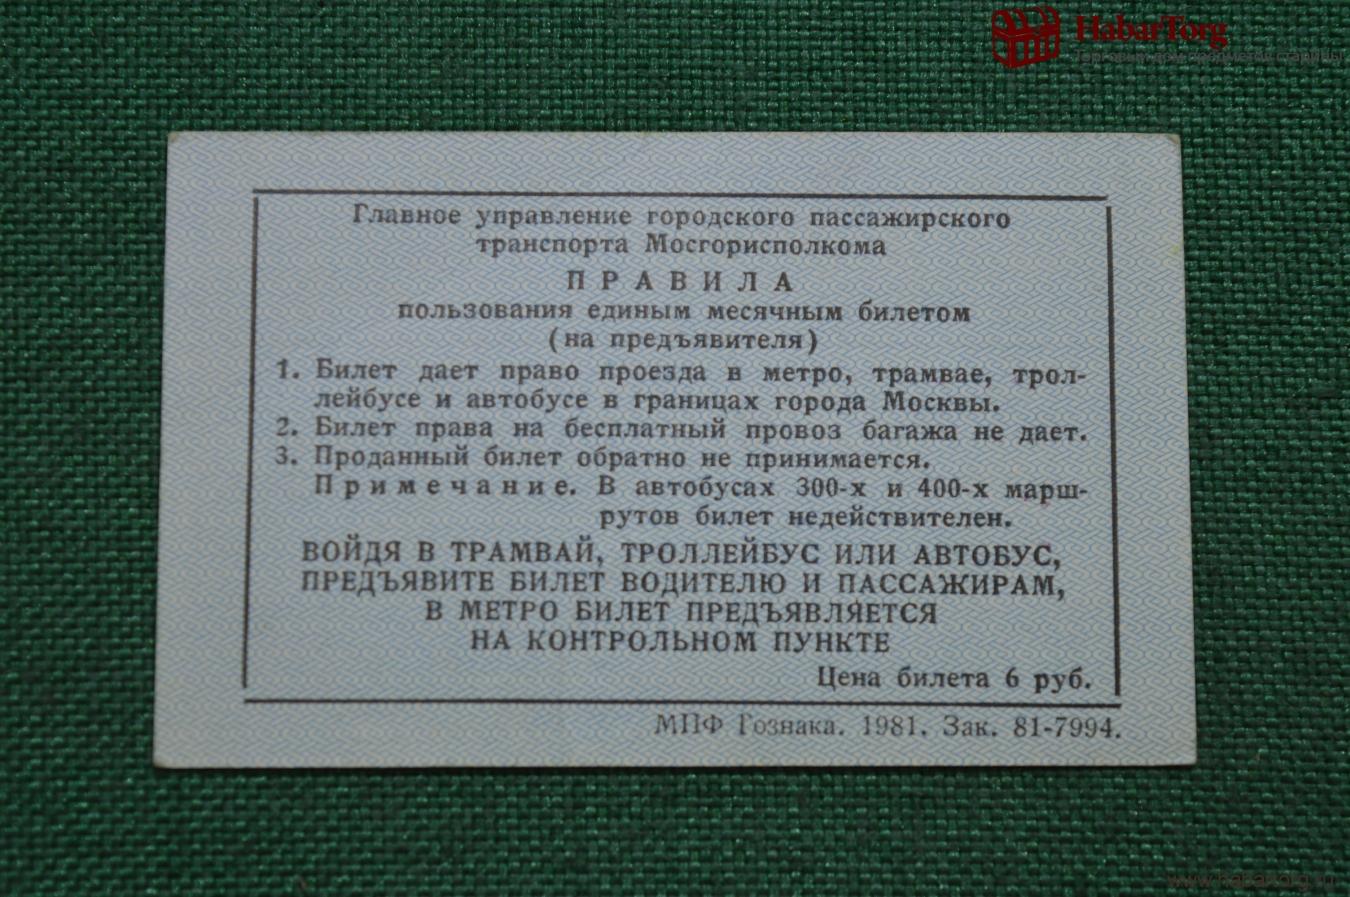 HabarTorg
Главное управление городского пассажирского
транспорта Мосгорисполкома
ПРАВИЛА
пользования единым месячным билетом
(на предъявителя)
1. Билет дает право проезда в метро, трамвае, трол-
лейбусе и автобусе в границах города Москвы.
2. Билет права на бесплатный провоз багажа не дает.
3. Проданный билет обратно не принимается.
Примечание. В автобусах 300-х и 400-х марш-
рутов билет недействителен.
ВОЙДЯ В ТРАМВАЙ, ТРОЛЛЕЙБУС ИЛИ АВТОБУС,
ПРЕДЪЯВИТЕ БИЛЕТ ВОДИТЕЛЮ И ПАССАЖИРАМ,
В МЕТРО БИЛЕТ ПРЕДЪЯВЛЯЕТСЯ
НА КОНТРОЛЬНОМ ПУНКТЕ
Цена билета 6 руб.
МПФ Гознака. 1981. Зак. 81-7994.
www.habartorg.ru